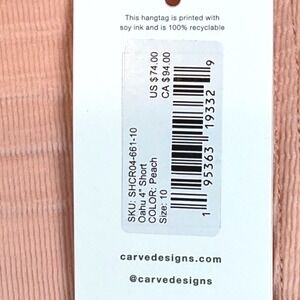 This hangtag is printed with
soy ink and is 100% recyclable
SKU: SHCR04-661-10
Oahu 4" Short
COLOR: Peach
Size: 10
US $74.00
CA $94.00
1 95363 19332 9
carvedesigns.com
@carvedesigns